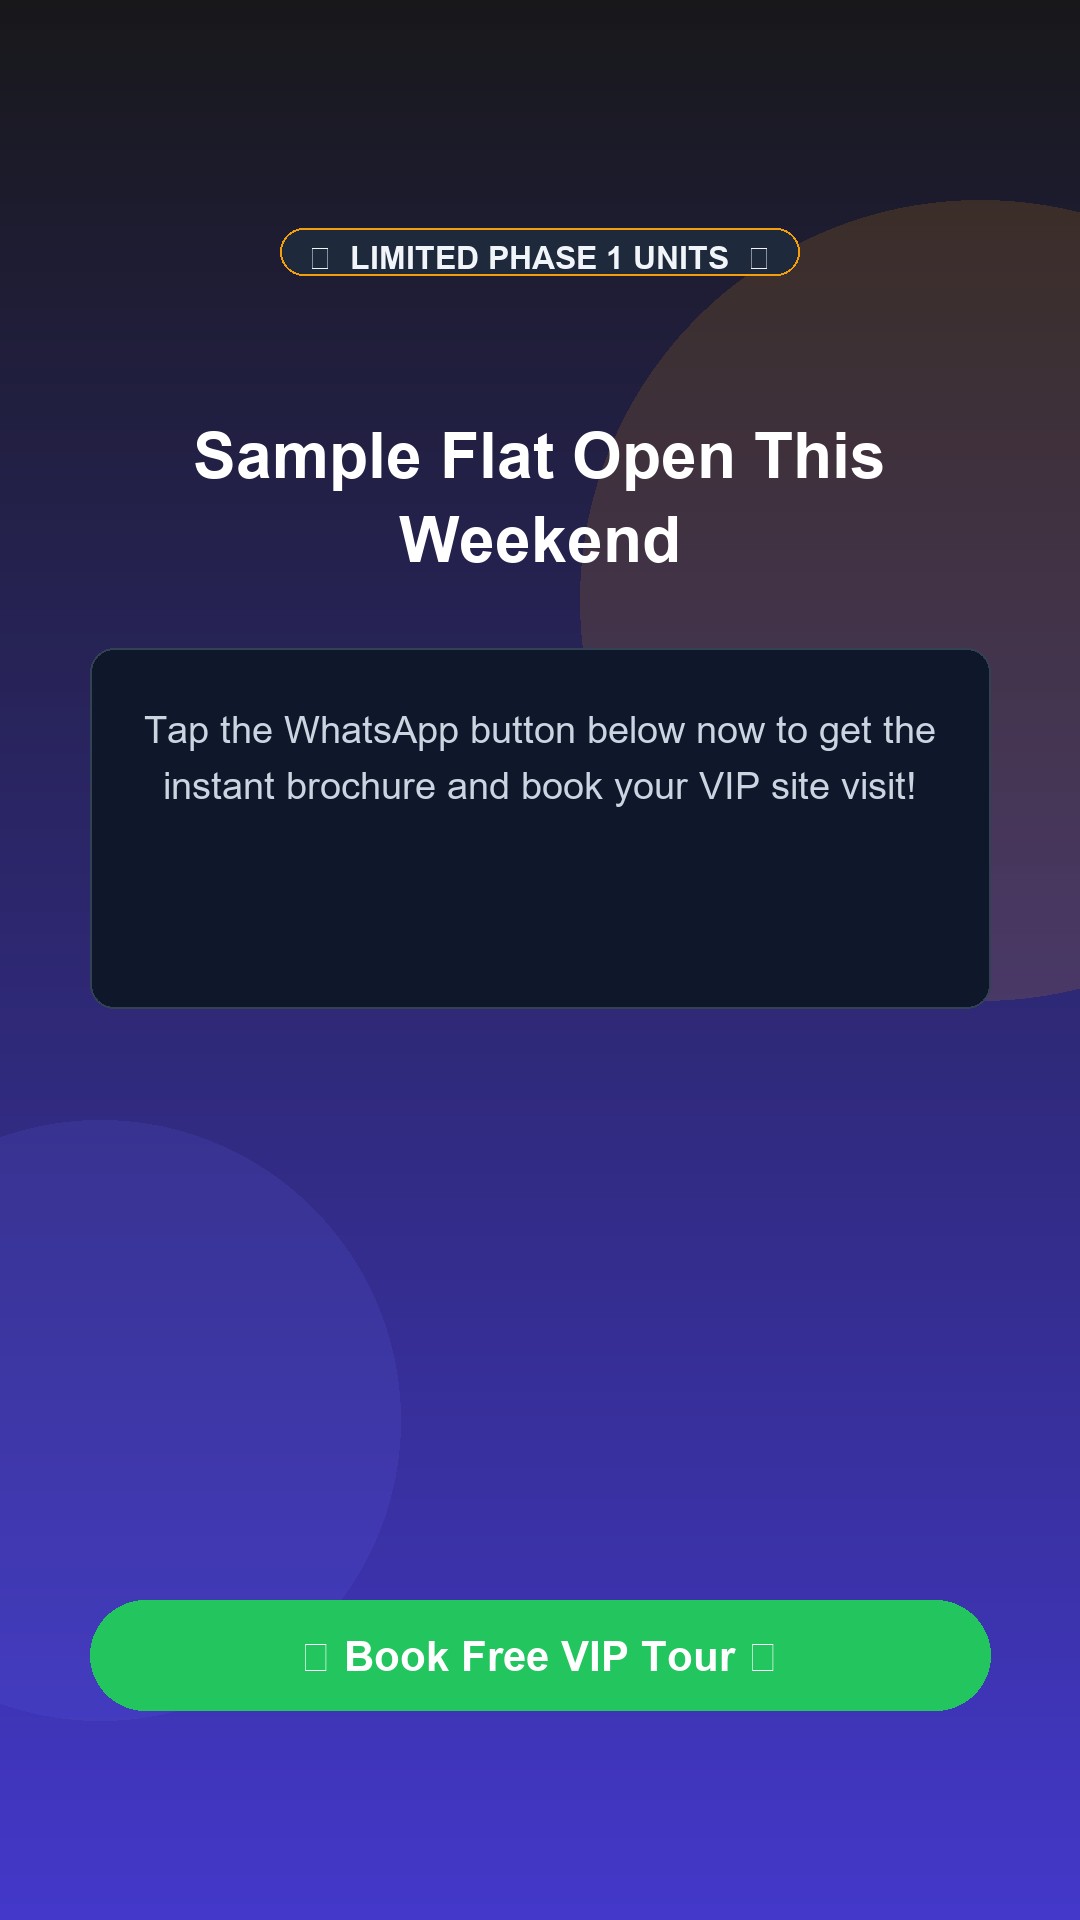 LIMITED PHASE 1 UNITS
Sample Flat Open This
Weekend
Tap the WhatsApp button below now to get the
instant brochure and book your VIP site visit!
Book Free VIP Tour